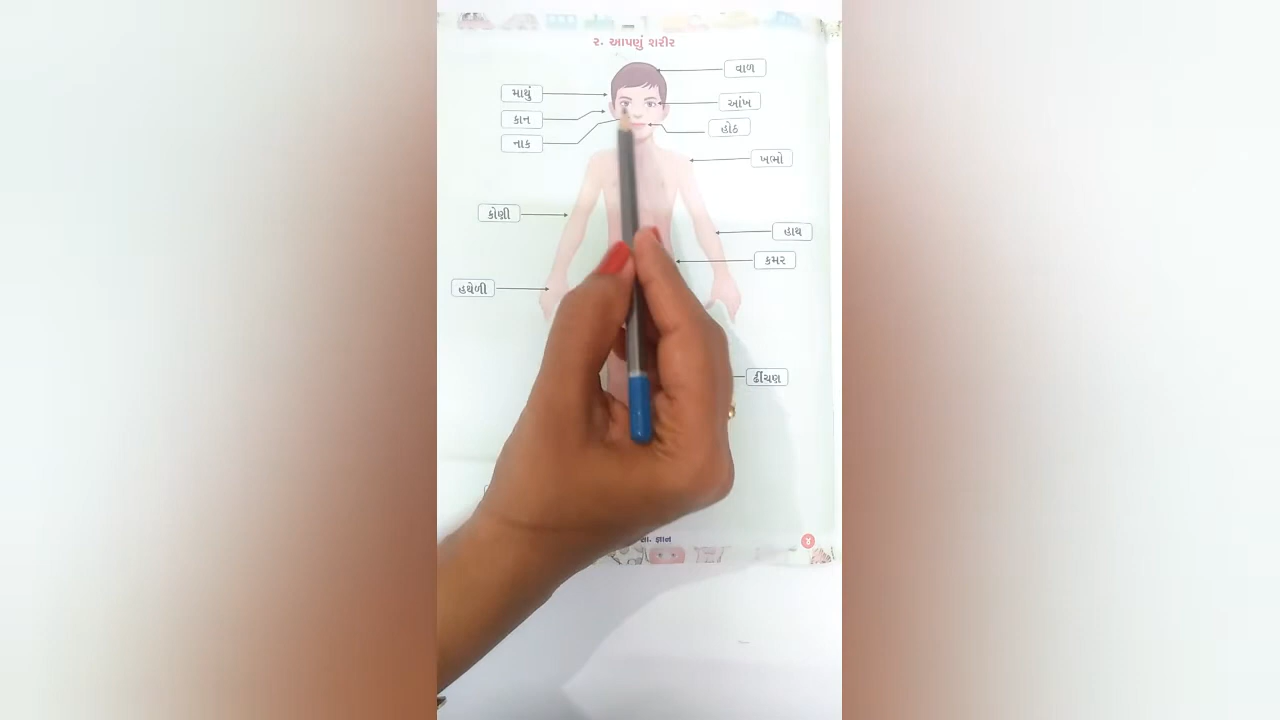 ૨. આપણું શરીર
વાળ
માથું
આંખ
કાન
હોઠ
નાક
ખભો
કોણી
હાથ
કમર
હથેળી
ઢીંચણ
સા. જ્ઞાન
૪